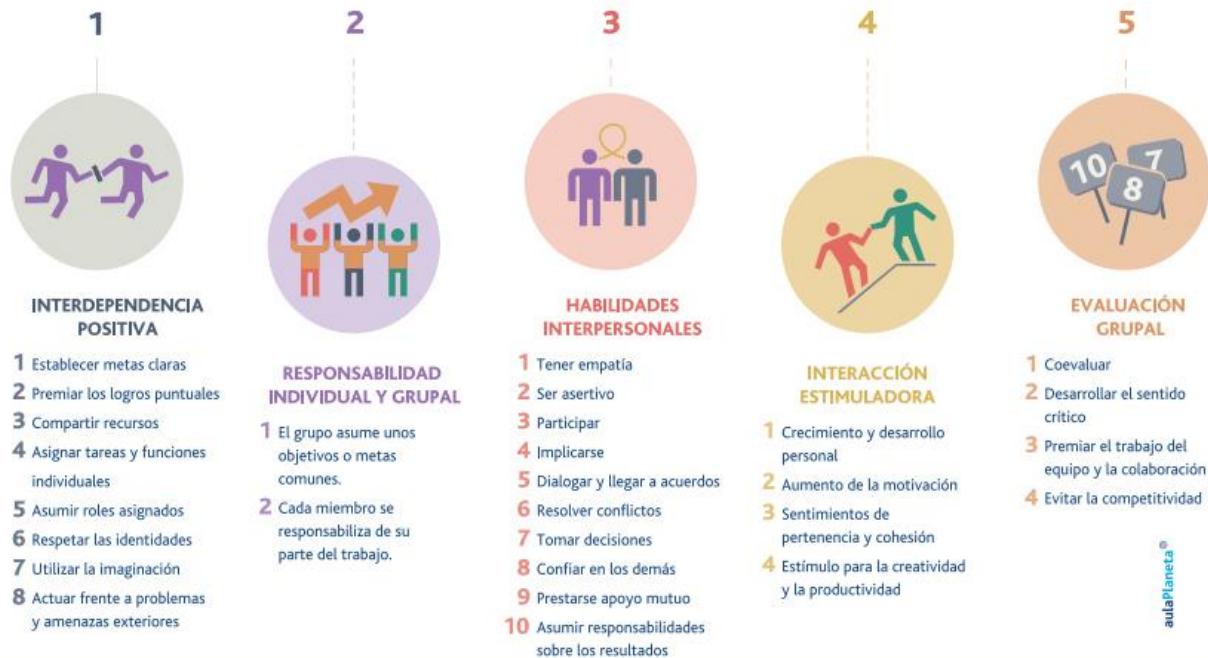 1
INTERDEPENDENCIA
POSITIVA
1 Establecer metas claras
2 Premiar los logros puntuales
3 Compartir recursos
4 Asignar tareas y funciones
individuales
5 Asumir roles asignados
6 Respetar las identidades
7 Utilizar la imaginación
8 Actuar frente a problemas
y amenazas exteriores
2
RESPONSABILIDAD
INDIVIDUAL Y GRUPAL
1 El grupo asume unos
objetivos o metas
comunes.
2 Cada miembro se
responsabiliza de su
parte del trabajo.
3
HABILIDADES
INTERPERSONALES
1 Tener empatía
2 Ser asertivo
3 Participar
4 Implicarse
5 Dialogar y llegar a acuerdos
6 Resolver conflictos
7 Tomar decisiones
8 Confiar en los demás
9 Prestarse apoyo mutuo
10 Asumir responsabilidades
sobre los resultados
4
INTERACCIÓN
ESTIMULADORA
1 Crecimiento y desarrollo
personal
2 Aumento de la motivación
3 Sentimientos de
pertenencia y cohesión
4 Estímulo para la creatividad
y la productividad
5
10
7
8
EVALUACIÓN
GRUPAL
1 Coevaluar
2 Desarrollar el sentido
crítico
3 Premiar el trabajo del
equipo y la colaboración
4 Evitar la competitividad
aulaPlaneta®